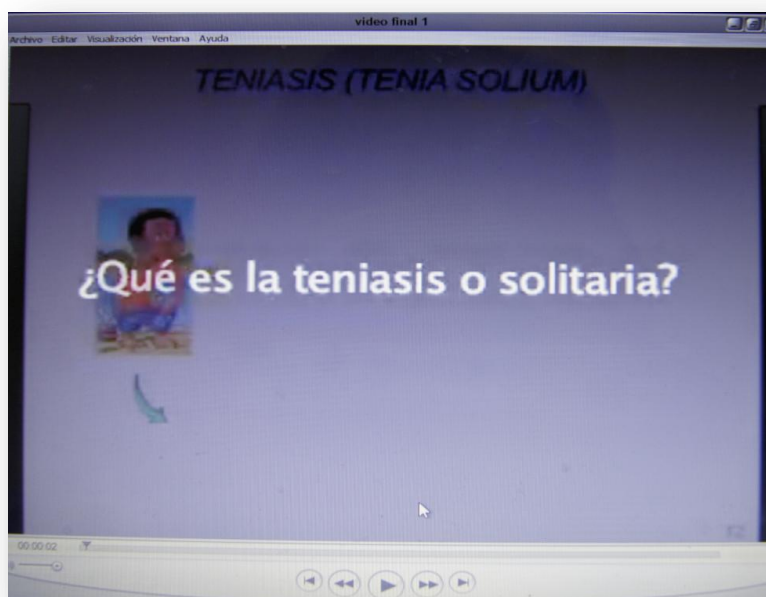 video final 1
Archivo Editar Visualización Ventana Ayuda
TENIASIS (TENIA SOLIUM)
¿Qué es la teniasis o solitaria?
00:00:02